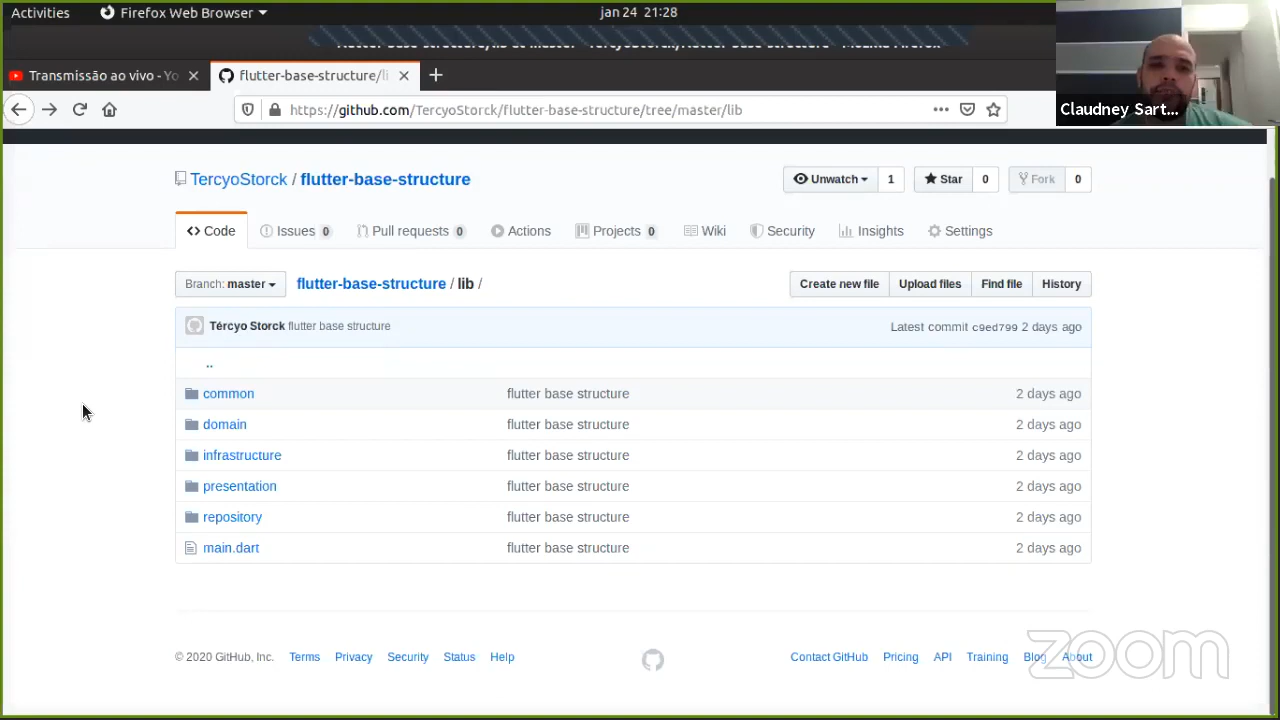 Activities
Firefox Web Browser
jan 24 21:28
Transmissão ao vivo - Yo
flutter-base-structure/li
https://github.com/TercyoStorck/flutter-base-structure/tree/master/lib
Claudney Sart...
TercyoStorck / flutter-base-structure
Unwatch 1
Star 0
Fork 0
Code
Issues 0
Pull requests 0
Actions
Projects 0
Wiki
Security
Insights
Settings
Branch: master
flutter-base-structure / lib /
Create new file
Upload files
Find file
History
Tércyo Storck flutter base structure
Latest commit c9ed799 2 days ago
..
common flutter base structure 2 days ago
domain flutter base structure 2 days ago
infrastructure flutter base structure 2 days ago
presentation flutter base structure 2 days ago
repository flutter base structure 2 days ago
main.dart flutter base structure 2 days ago
© 2020 GitHub, Inc.
Terms
Privacy
Security
Status
Help
Contact GitHub
Pricing
API
Training
Blog
About
zoom